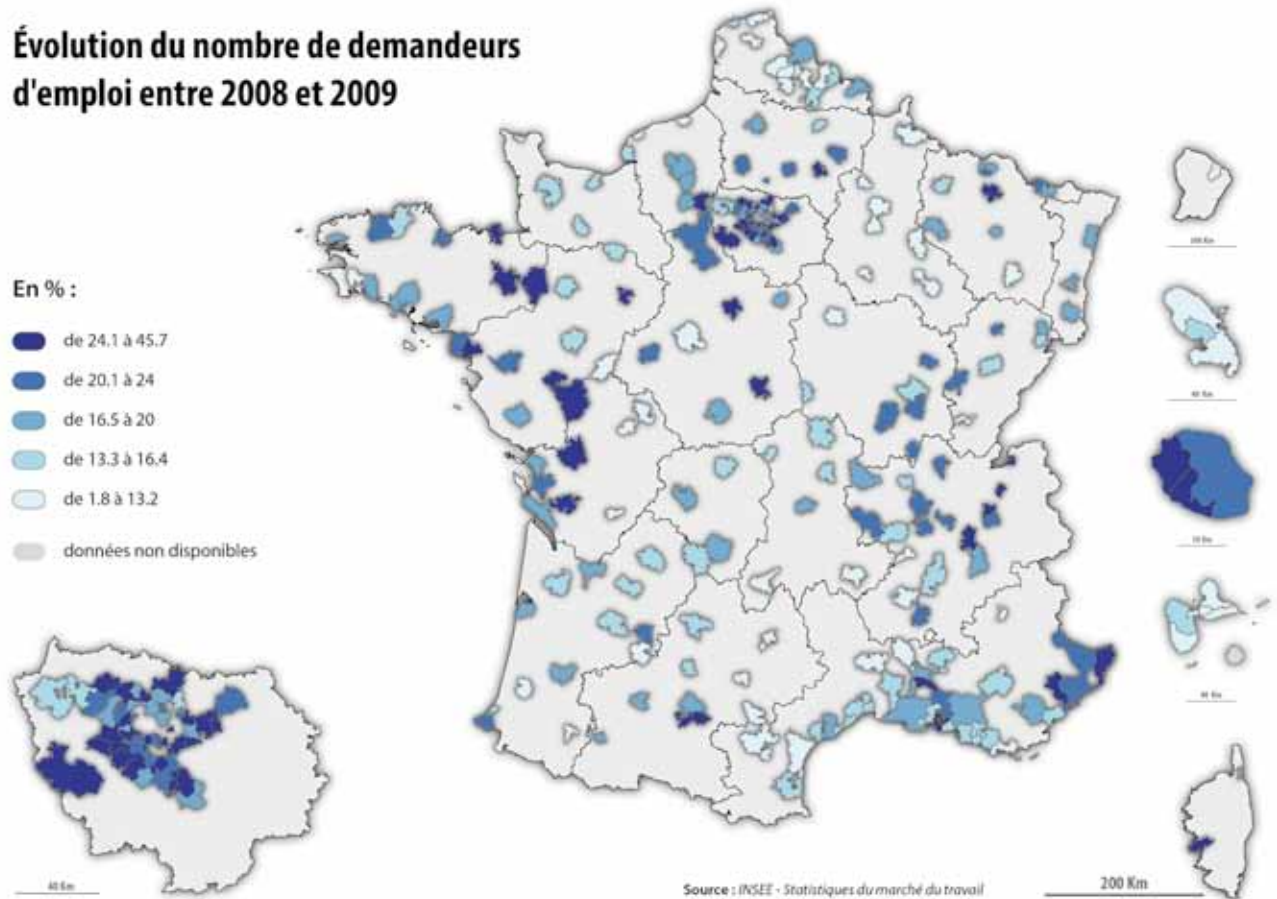 Évolution du nombre de demandeurs
d'emploi entre 2008 et 2009
En % :
de 24.1 à 45.7
de 20.1 à 24
de 16.5 à 20
de 13.3 à 16.4
de 1.8 à 13.2
données non disponibles
40 Km
Source : INSEE - Statistiques du marché du travail
200 Km